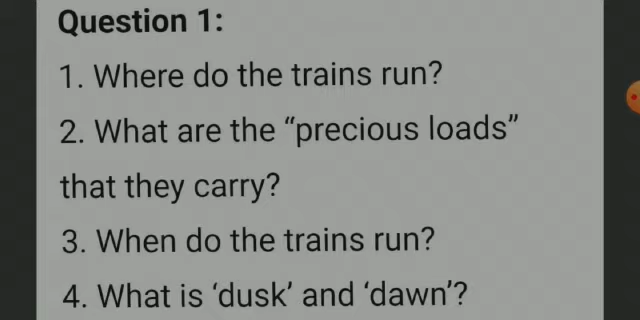 Question 1:
1. Where do the trains run?
2. What are the “precious loads”
that they carry?
3. When do the trains run?
4. What is ‘dusk’ and ‘dawn’?